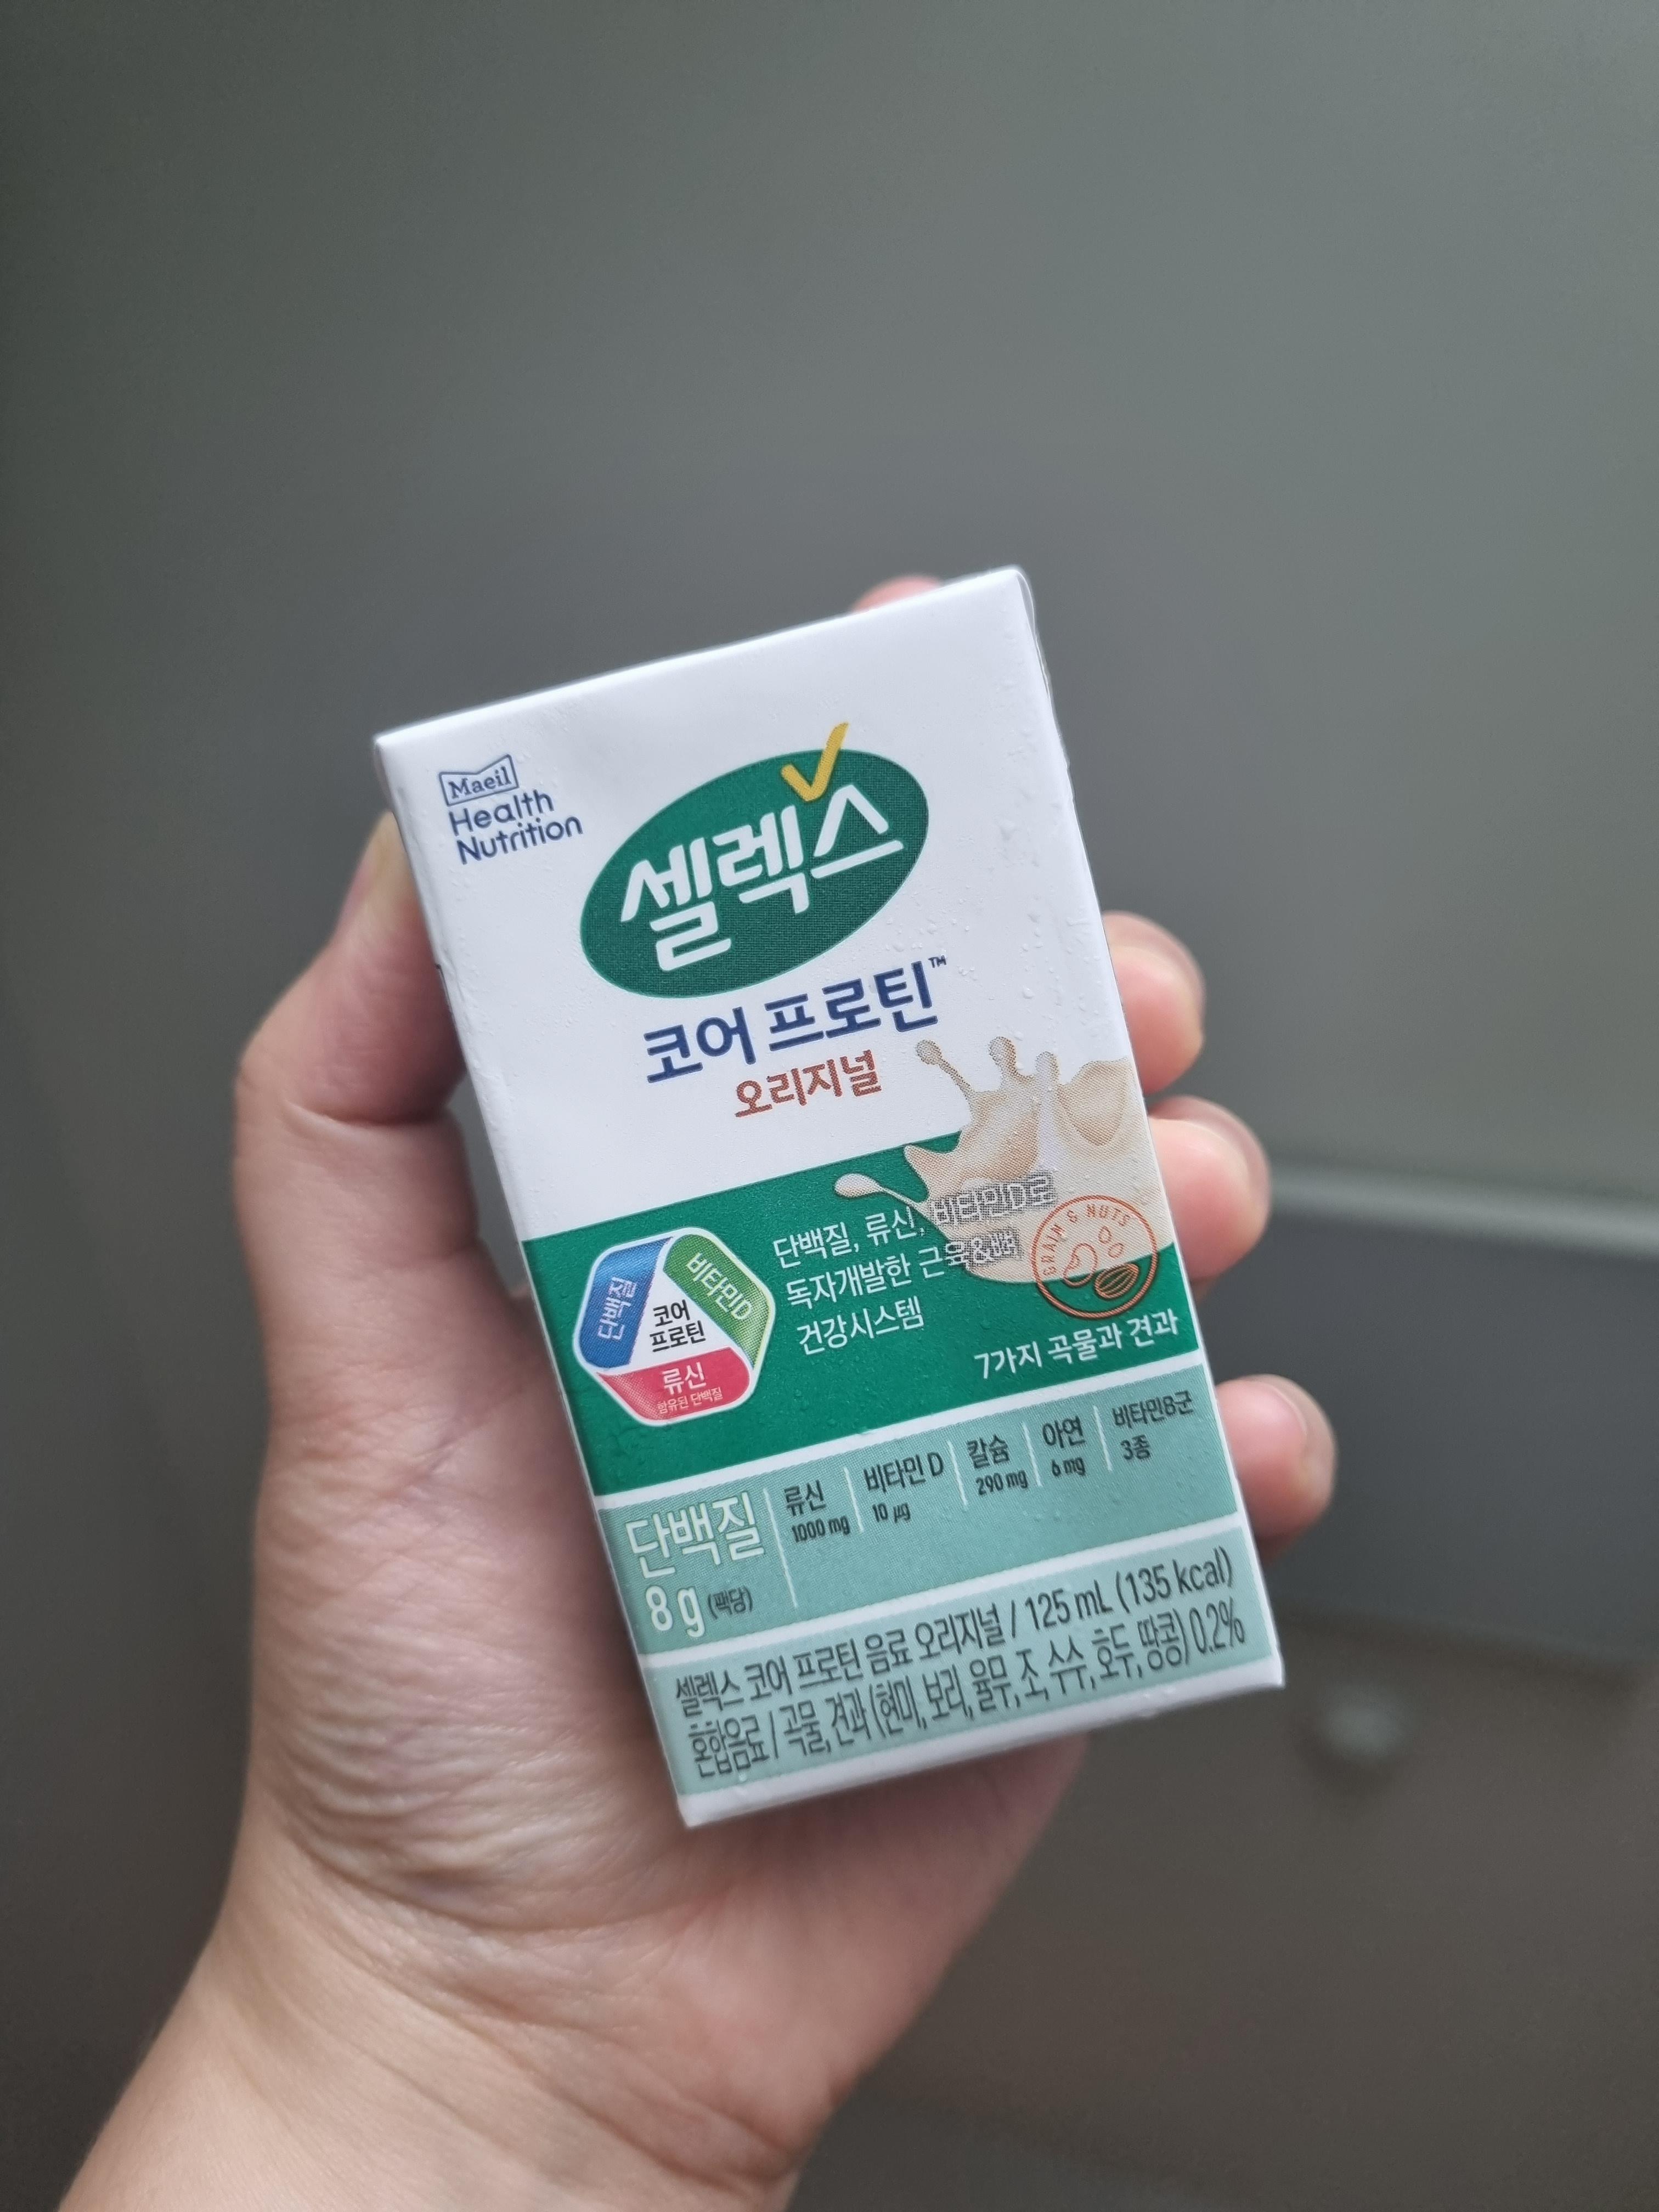 Maeil
Health
Nutrition
셀렉스
코어 프로틴™
오리지널
단백질
비타민D
코어
프로틴
류신
함유된 단백질
단백질, 류신, 비타민D로
독자개발한 근육&뼈
건강시스템
GRAIN & NUTS
7가지 곡물과 견과
단백질
8 g (팩당)
류신
1000 mg
비타민 D
10 ㎍
칼슘
290 mg
아연
6 mg
비타민B군
3종
셀렉스 코어 프로틴 음료 오리지널 / 125 mL (135 kcal)
혼합음료 / 곡물, 견과 (현미, 보리, 율무, 조, 수수, 호두, 땅콩) 0.2%